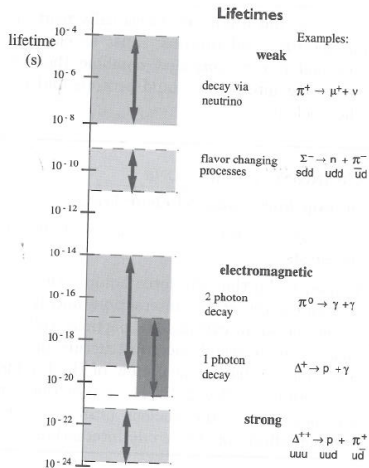 Lifetimes
lifetime
(s)
10⁻⁴
10⁻⁶
10⁻⁸
10⁻¹⁰
10⁻¹²
10⁻¹⁴
10⁻¹⁶
10⁻¹⁸
10⁻²⁰
10⁻²²
10⁻²⁴
Examples:
weak
decay via
neutrino
π⁺ → μ⁺ + ν
flavor changing
processes
Σ⁻ → n + π⁻
sdd udd u̅d
electromagnetic
2 photon
decay
π⁰ → γ + γ
1 photon
decay
Δ⁺ → p + γ
strong
Δ⁺⁺ → p + π⁺
uuu uud ud̅